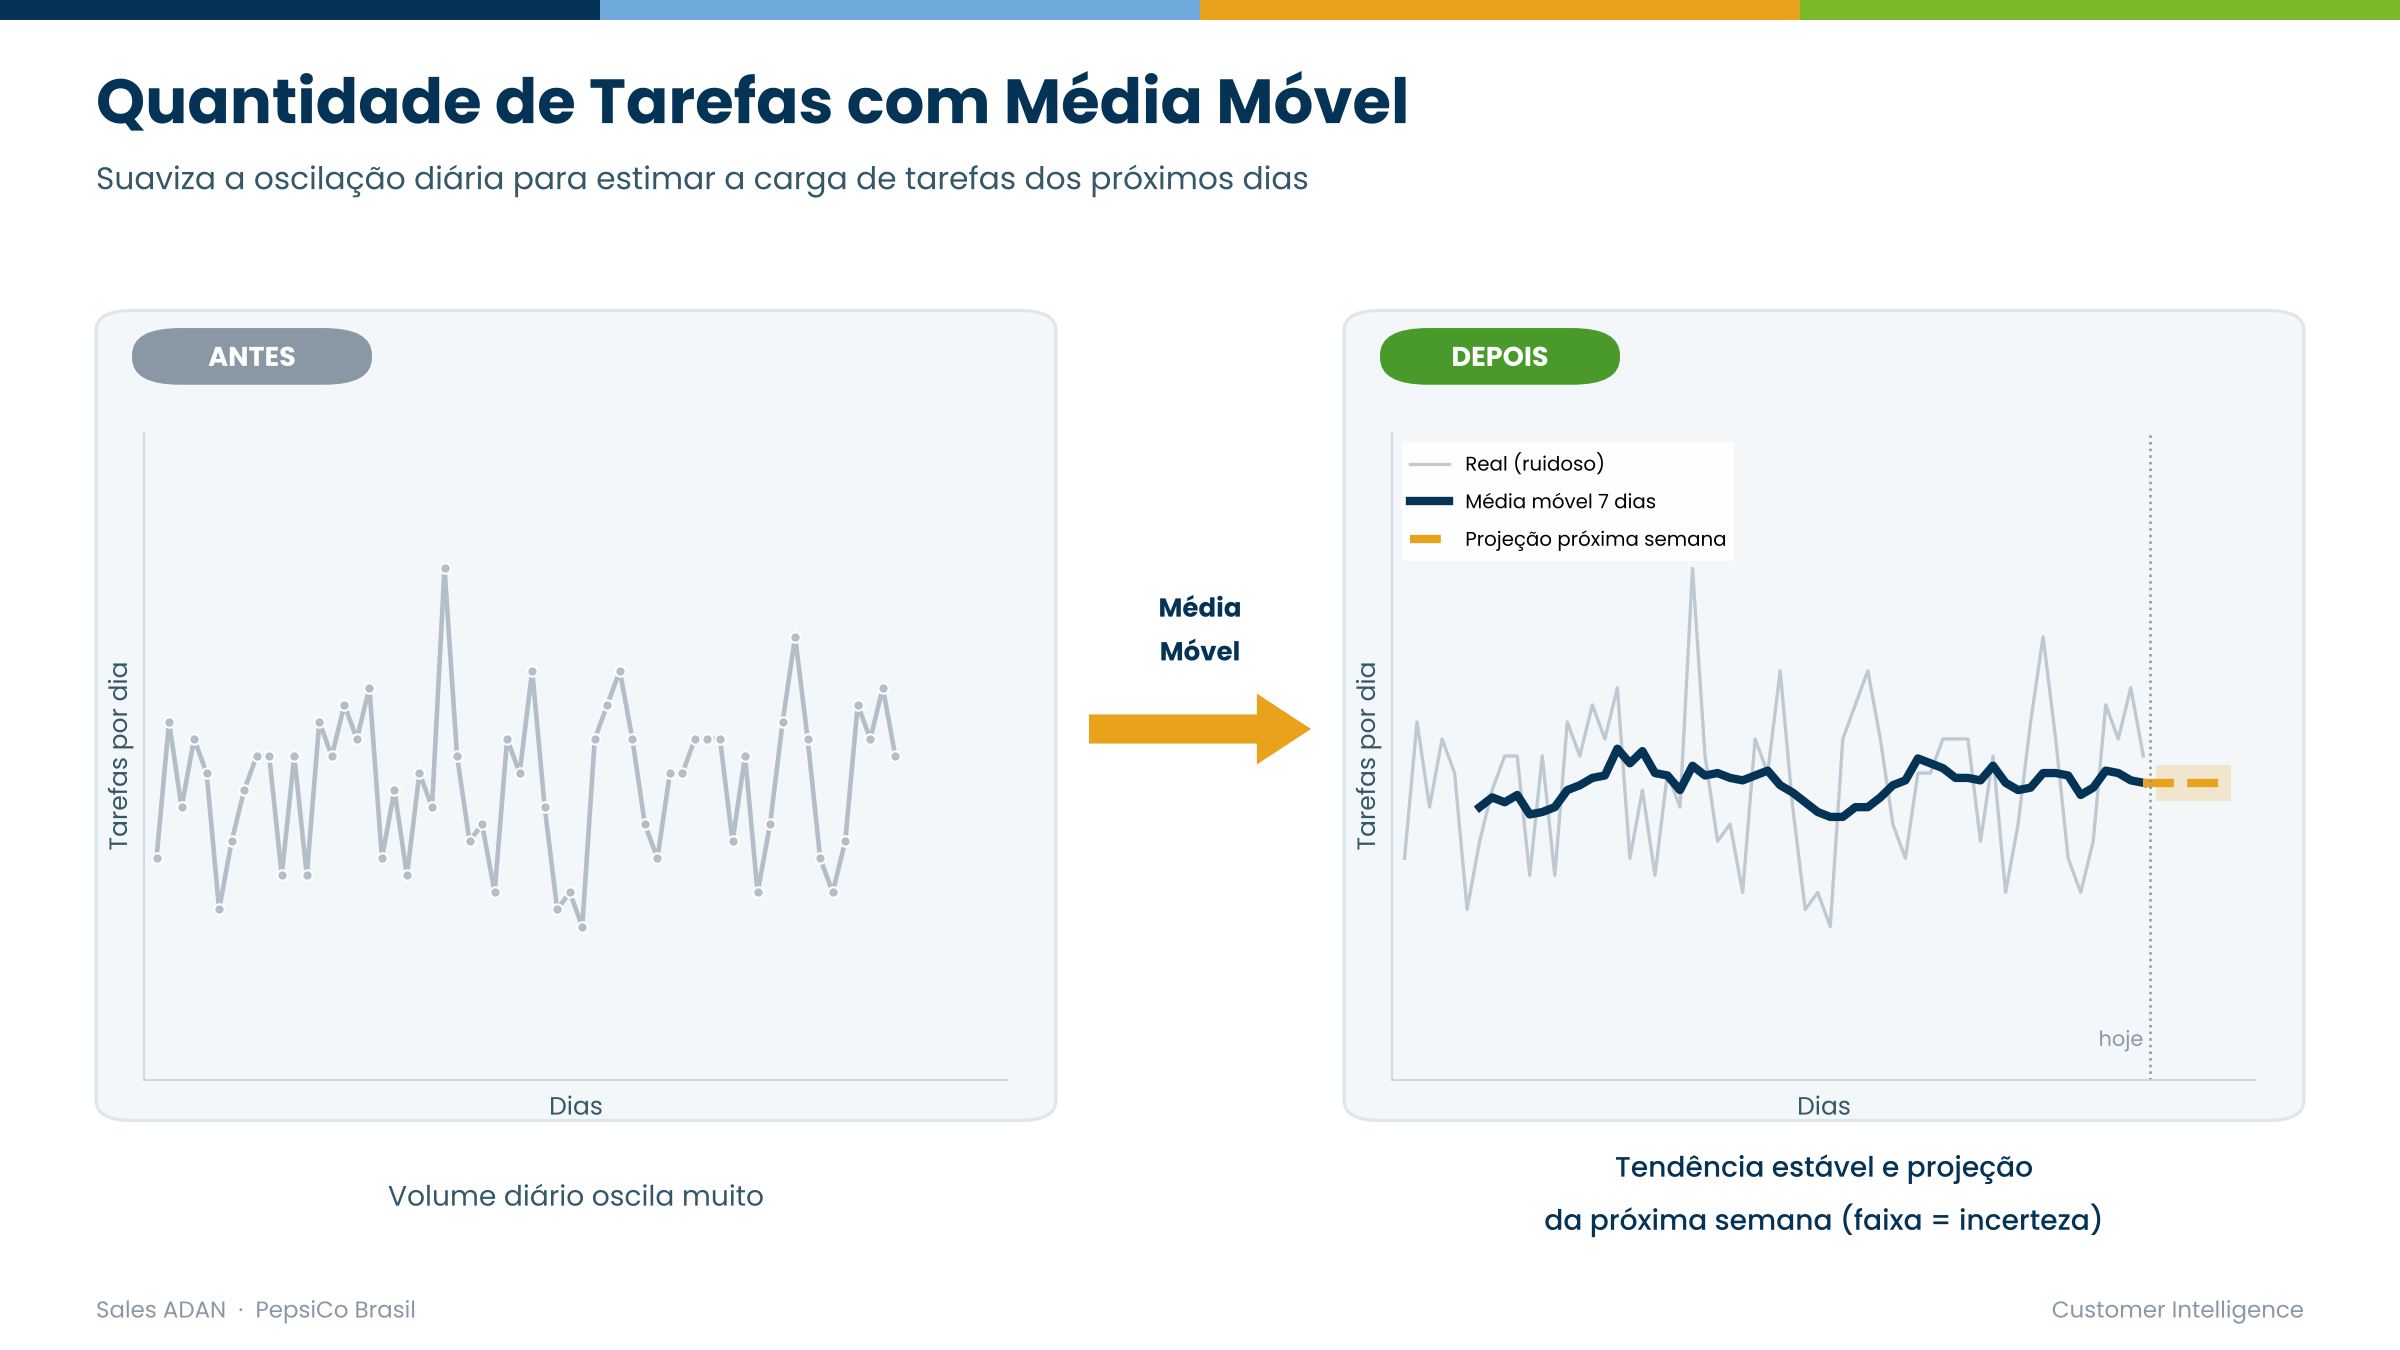 Quantidade de Tarefas com Média Móvel
Suaviza a oscilação diária para estimar a carga de tarefas dos próximos dias
ANTES
Tarefas por dia
Dias
Volume diário oscila muito
Média
Móvel
DEPOIS
Real (ruidoso)
Média móvel 7 dias
Projeção próxima semana
Tarefas por dia
hoje
Dias
Tendência estável e projeção
da próxima semana (faixa = incerteza)
Sales ADAN · PepsiCo Brasil
Customer Intelligence